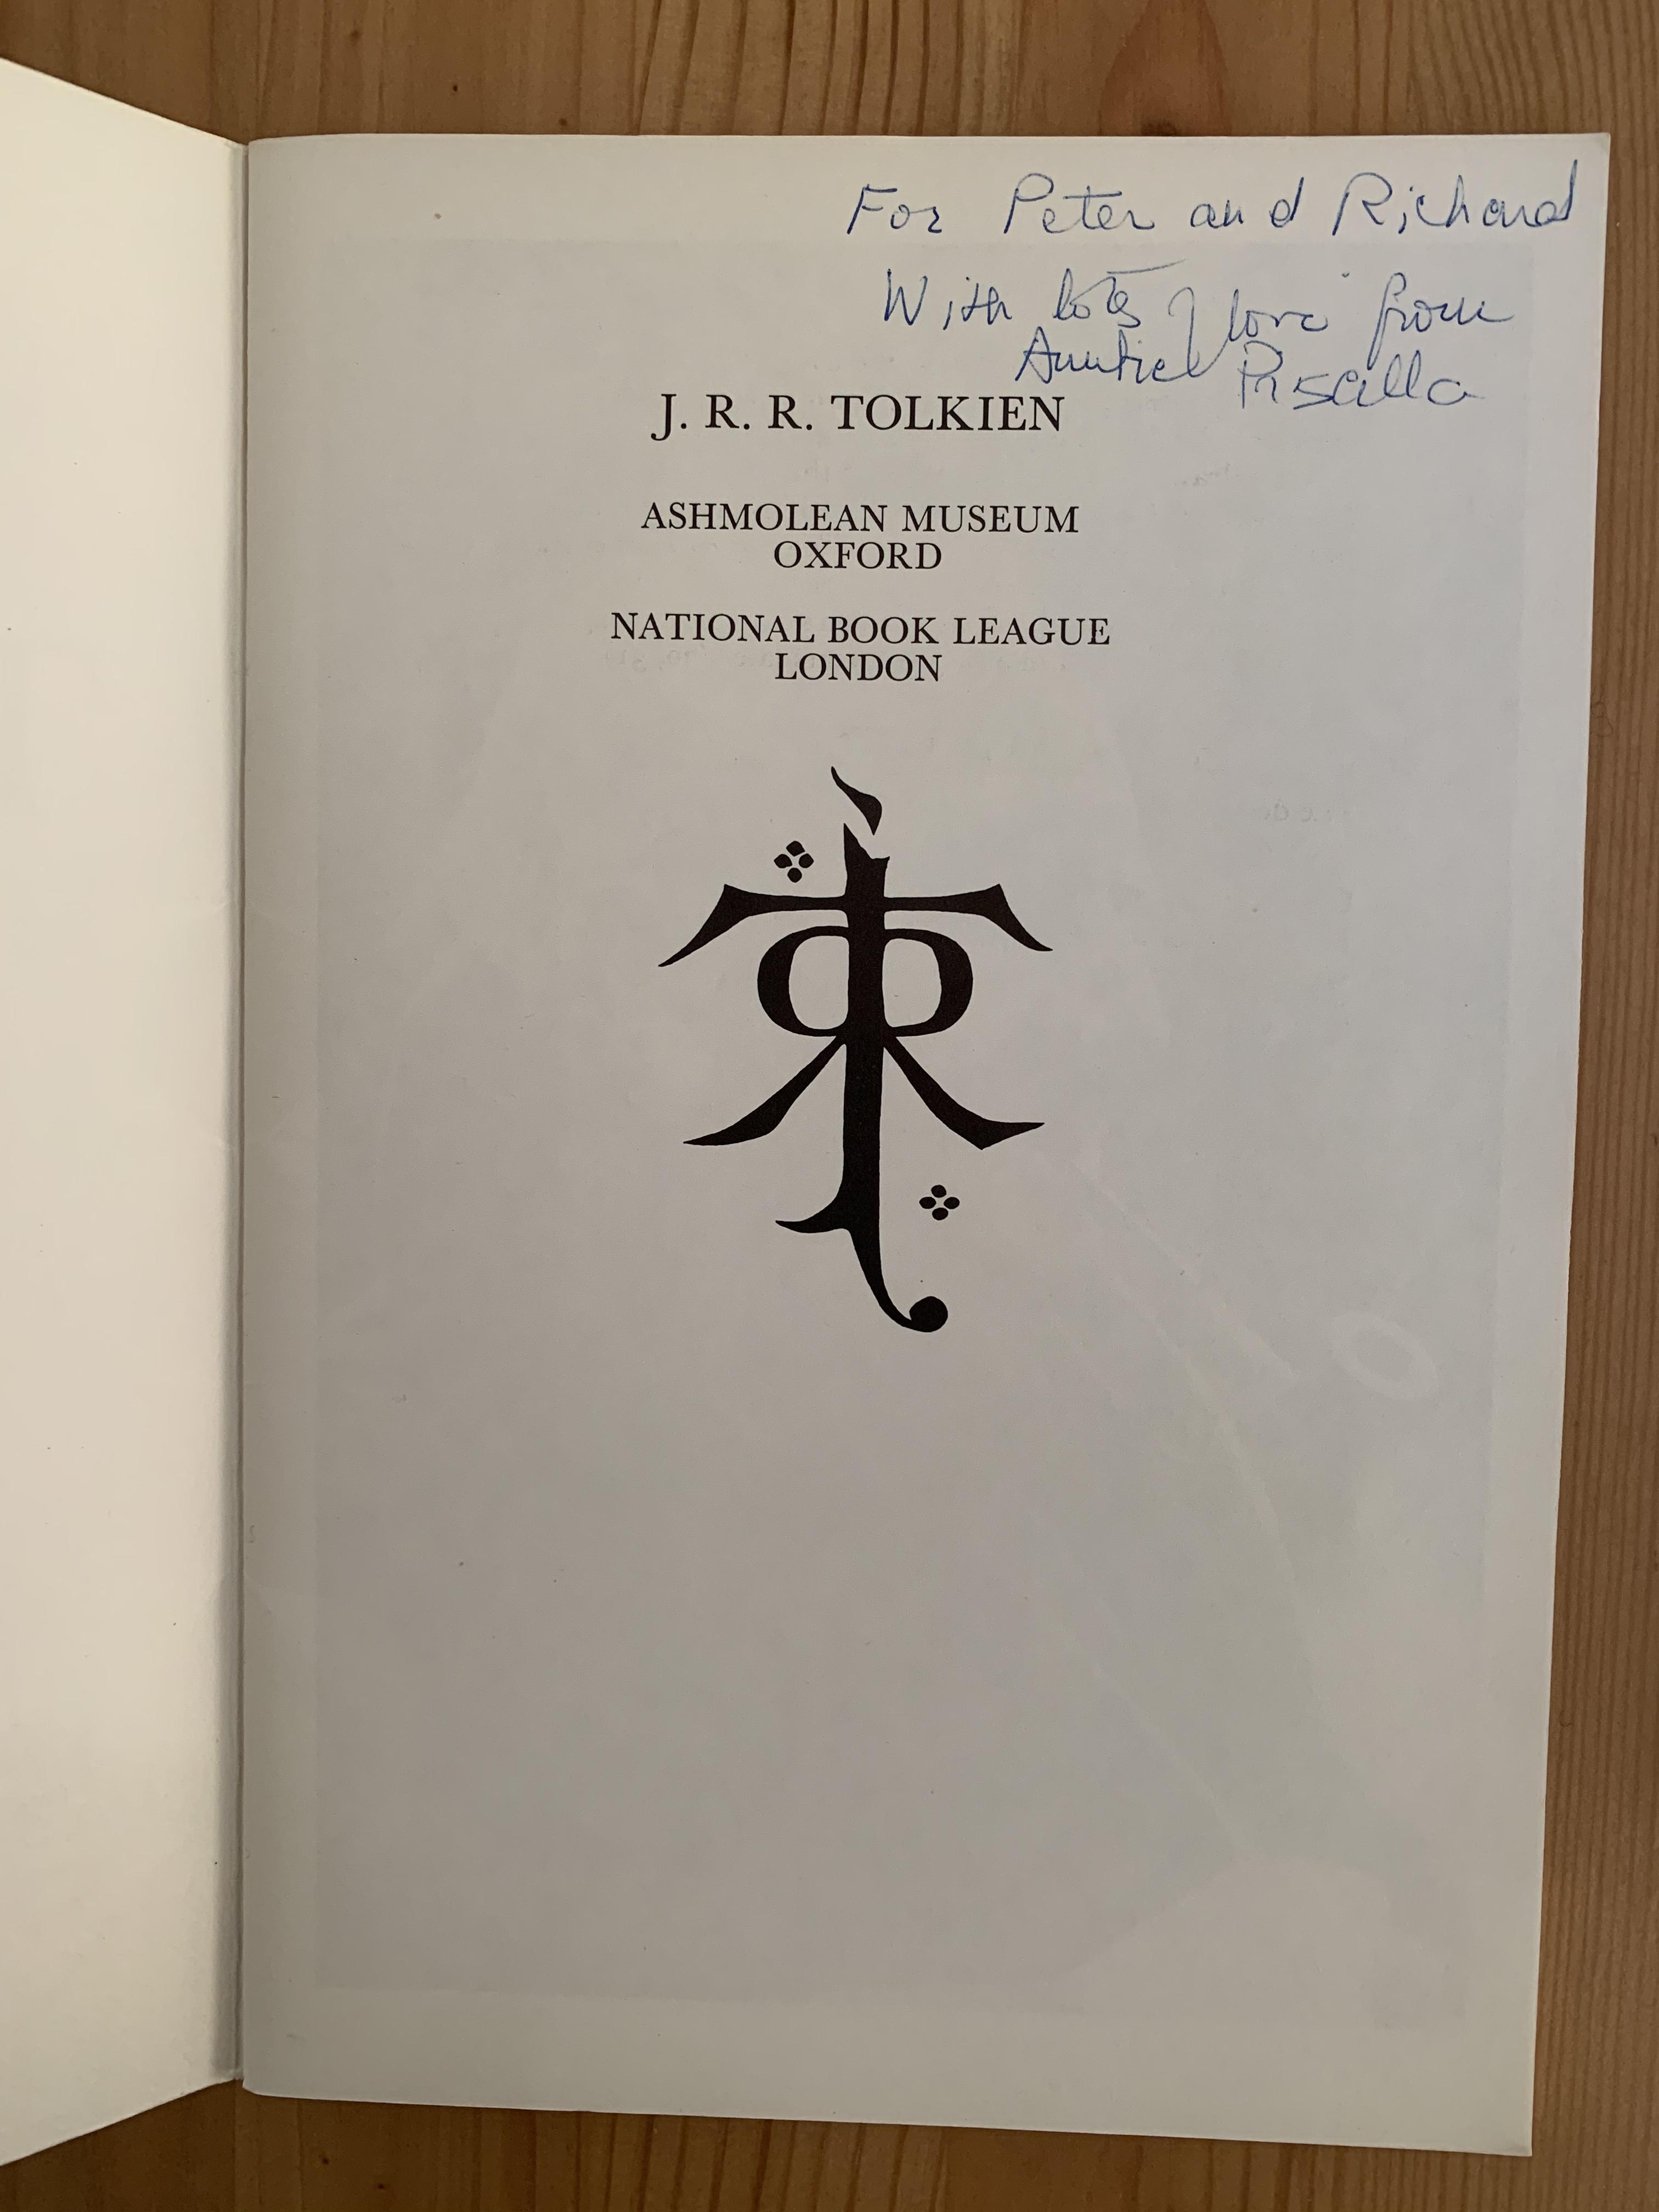 For Peter and Richard
With lots of love from
Auntie Priscilla
J. R. R. TOLKIEN
ASHMOLEAN MUSEUM
OXFORD
NATIONAL BOOK LEAGUE
LONDON